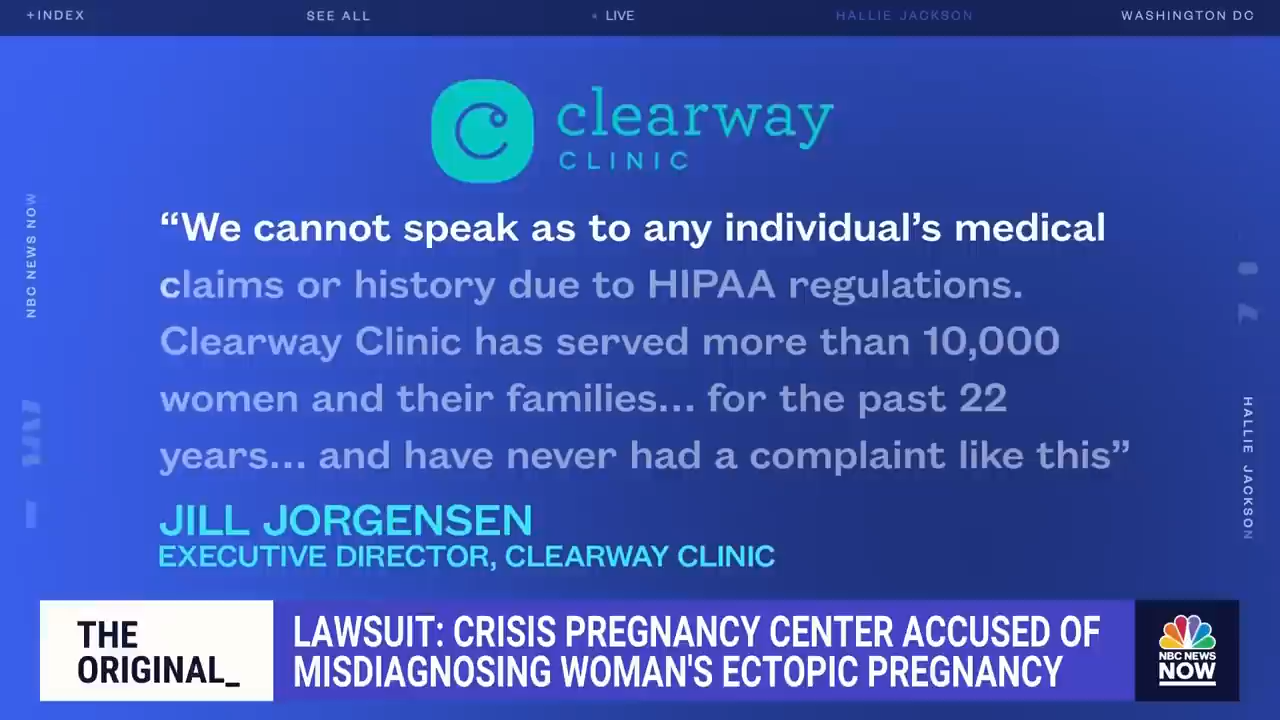 +INDEX
SEE ALL
LIVE
HALLIE JACKSON
WASHINGTON DC
clearway
CLINIC
“We cannot speak as to any individual’s medical
claims or history due to HIPAA regulations.
Clearway Clinic has served more than 10,000
women and their families... for the past 22
years... and have never had a complaint like this”
JILL JORGENSEN
EXECUTIVE DIRECTOR, CLEARWAY CLINIC
NBC NEWS NOW
HALLIE JACKSON
THE
ORIGINAL_
LAWSUIT: CRISIS PREGNANCY CENTER ACCUSED OF
MISDIAGNOSING WOMAN'S ECTOPIC PREGNANCY
NBC NEWS
NOW